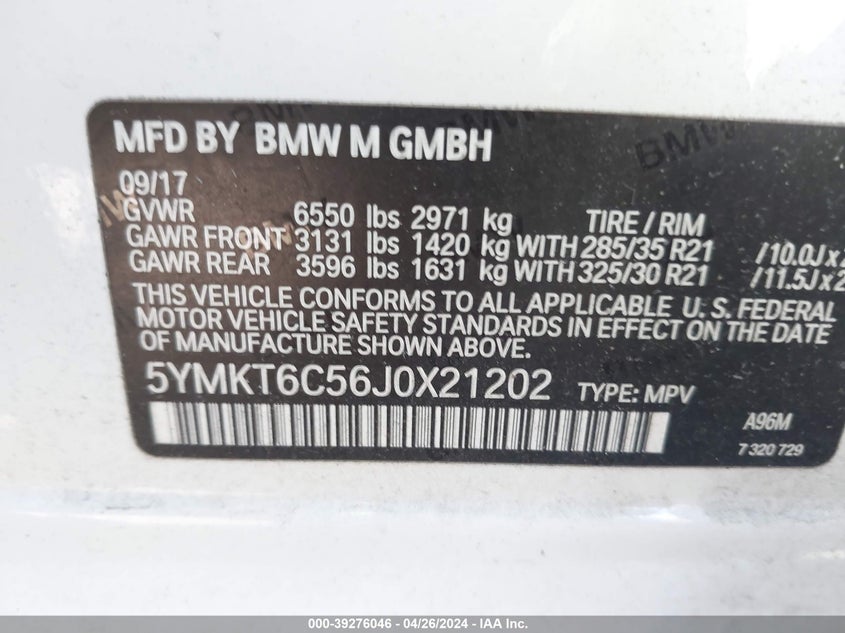 MFD BY BMW M GMBH
09/17
GVWR 6550 lbs 2971 kg TIRE / RIM
GAWR FRONT 3131 lbs 1420 kg WITH 285/35 R21 /10.0J x
GAWR REAR 3596 lbs 1631 kg WITH 325/30 R21 /11.5J x 2
THIS VEHICLE CONFORMS TO ALL APPLICABLE U.S. FEDERAL
MOTOR VEHICLE SAFETY STANDARDS IN EFFECT ON THE DATE
OF MANUFACTURE SHOWN ABOVE.
5YMKT6C56J0X21202 TYPE: MPV
A96M
7 320 729
000-39276046 - 04/26/2024 - IAA Inc.